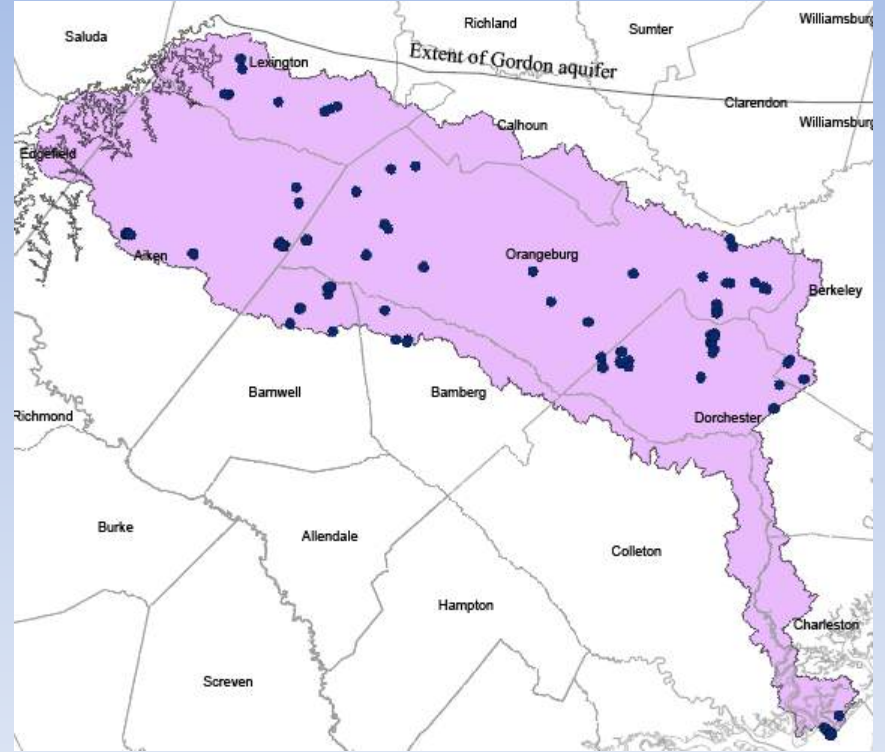 Richland
Williamsburg
Sumter
Saluda
Extent of Gordon aquifer
Lexington
Clarendon
Williamsburg
Calhoun
Edgefield
Orangeburg
Aiken
Berkeley
Barnwell
Bamberg
Richmond
Dorchester
Burke
Allendale
Colleton
Hampton
Charleston
Screven